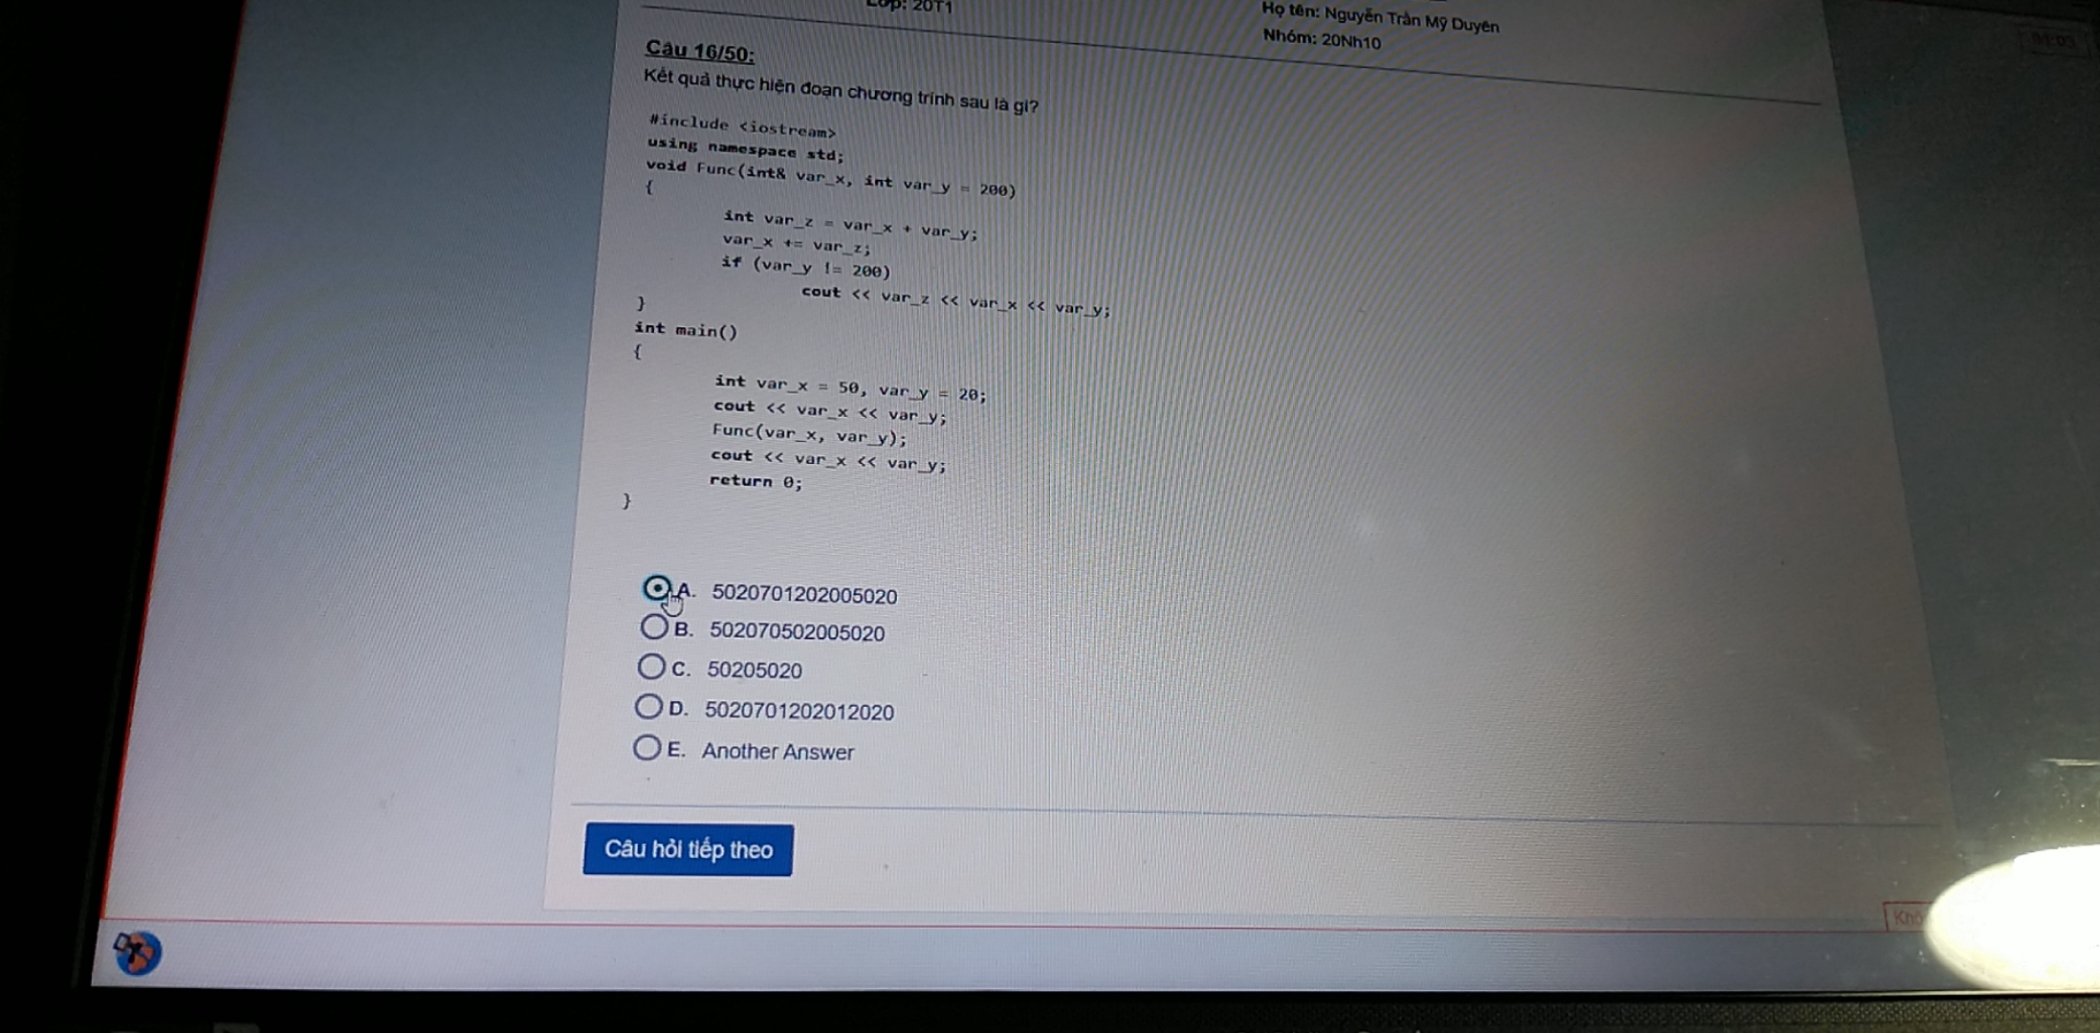 Lớp: 20T1
Họ tên: Nguyễn Trần Mỹ Duyên
Nhóm: 20Nh10
Câu 16/50:
Kết quả thực hiện đoạn chương trình sau là gì?
#include <iostream>
using namespace std;
void Func(int& var_x, int var_y = 200)
{
int var_z = var_x + var_y;
var_x += var_z;
if (var_y != 200)
cout << var_z << var_x << var_y;
}
int main()
{
int var_x = 50, var_y = 20;
cout << var_x << var_y;
Func(var_x, var_y);
cout << var_x << var_y;
return 0;
}
A. 5020701202005020
B. 502070502005020
C. 50205020
D. 5020701202012020
E. Another Answer
Câu hỏi tiếp theo